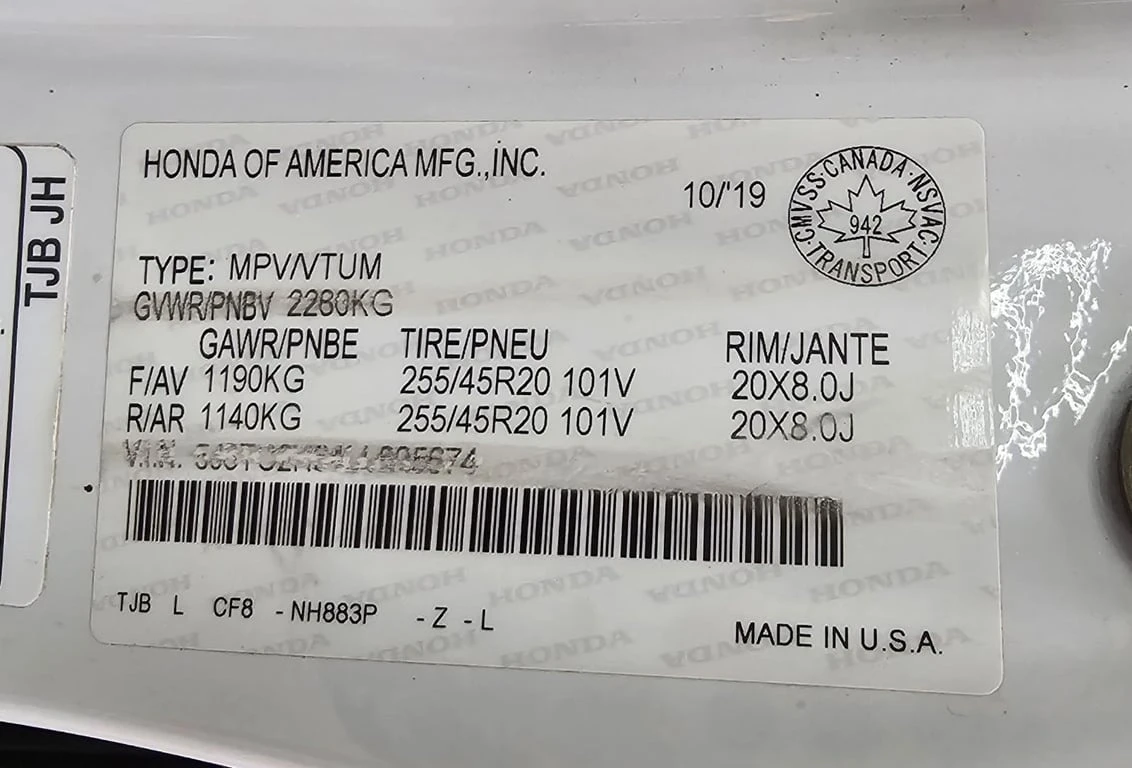 TJB JH
HONDA OF AMERICA MFG.,INC.
10/'19
CMVSS·CANADA·NSVAC
942
·TRANSPORT·
TYPE: MPV/VTUM
GVWR/PNBV 2280KG
GAWR/PNBE TIRE/PNEU RIM/JANTE
F/AV 1190KG 255/45R20 101V 20X8.0J
R/AR 1140KG 255/45R20 101V 20X8.0J
V.I.N.
TJB L CF8 -NH883P -Z -L
MADE IN U.S.A.